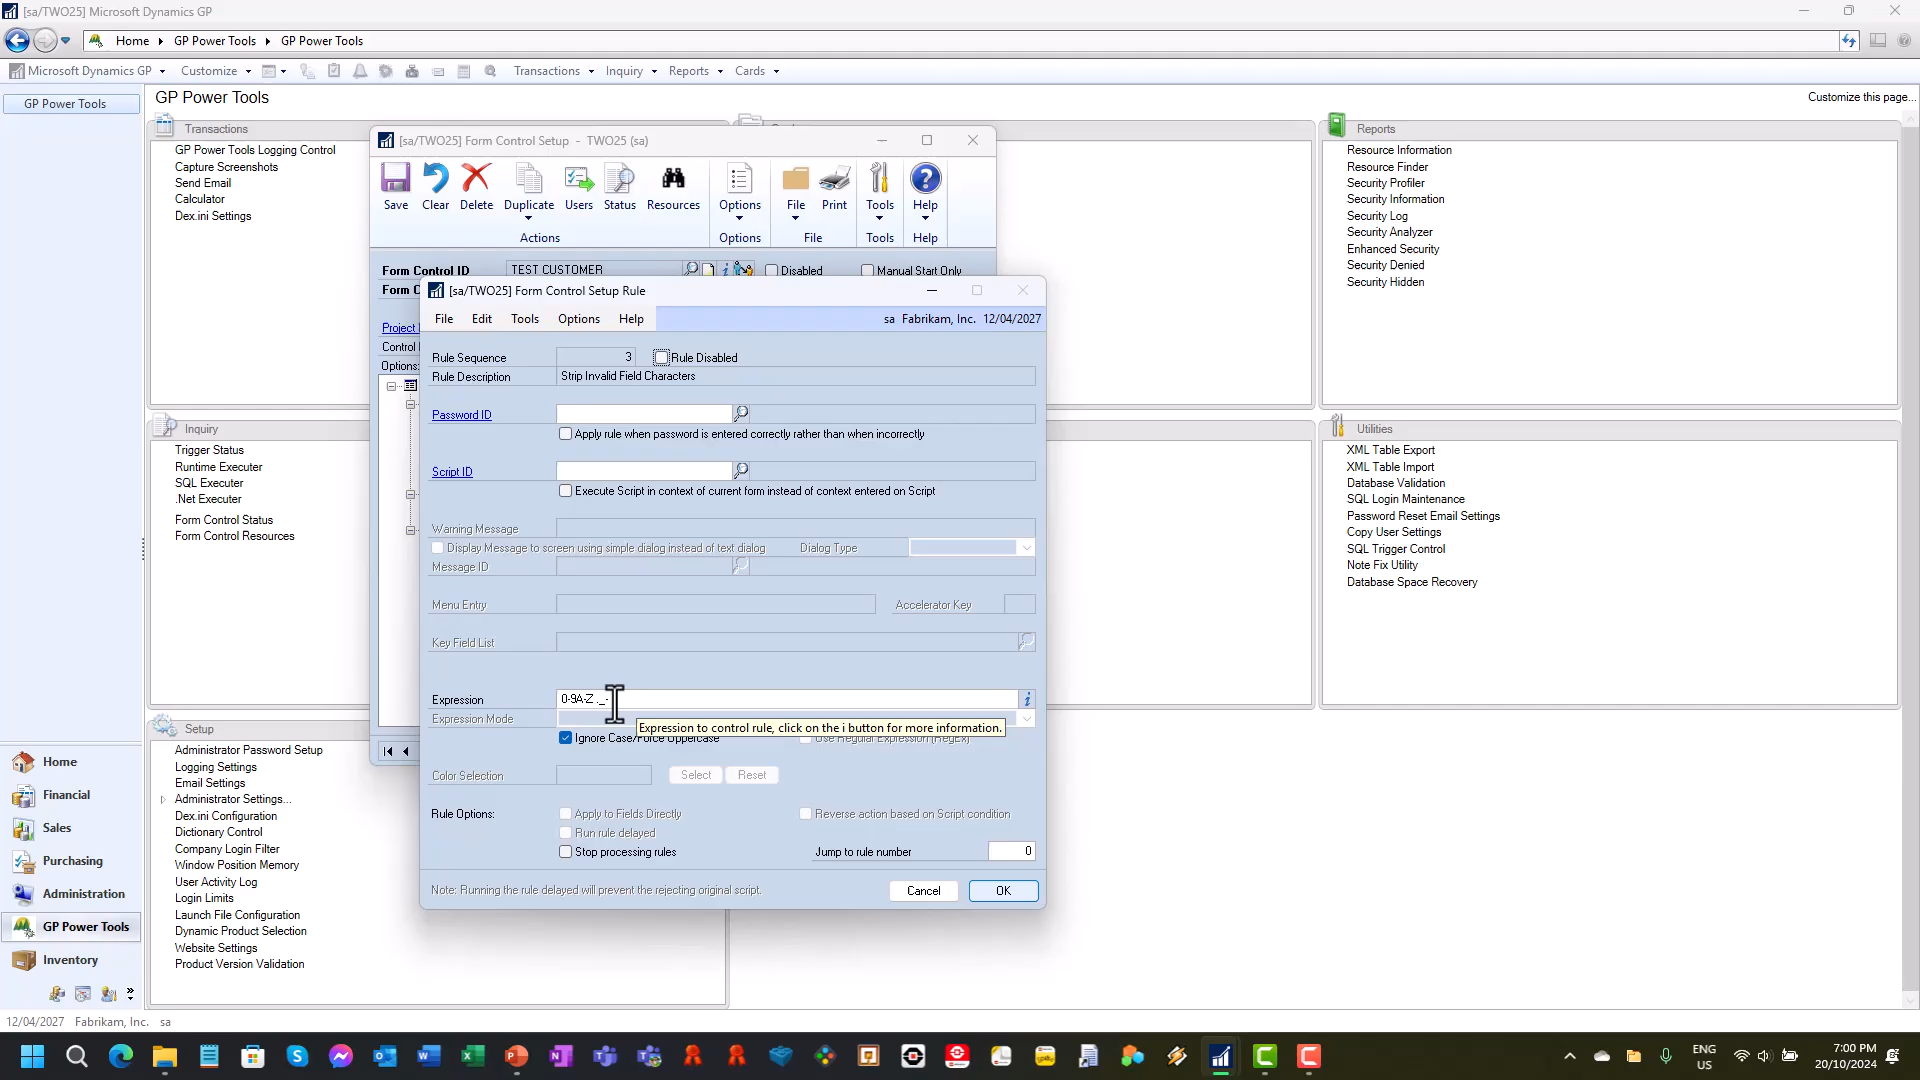 [sa/TWO25] Microsoft Dynamics GP
Home GP Power Tools GP Power Tools
Microsoft Dynamics GP Customize Transactions Inquiry Reports Cards
GP Power Tools
GP Power Tools
Customize this page...
Transactions
GP Power Tools Logging Control
Capture Screenshots
Send Email
Calculator
Dex.ini Settings
Inquiry
Trigger Status
Runtime Executer
SQL Executer
.Net Executer
Form Control Status
Form Control Resources
Setup
Administrator Password Setup
Logging Settings
Email Settings
Administrator Settings...
Dex.ini Configuration
Dictionary Control
Company Login Filter
Window Position Memory
User Activity Log
Login Limits
Launch File Configuration
Dynamic Product Selection
Website Settings
Product Version Validation
Reports
Resource Information
Resource Finder
Security Profiler
Security Information
Security Log
Security Analyzer
Enhanced Security
Security Denied
Security Hidden
Utilities
XML Table Export
XML Table Import
Database Validation
SQL Login Maintenance
Password Reset Email Settings
Copy User Settings
SQL Trigger Control
Note Fix Utility
Database Space Recovery
[sa/TWO25] Form Control Setup - TWO25 (sa)
Save Clear Delete Duplicate Users Status Resources Options File Print Tools Help
Actions Options File Tools Help
Form Control ID TEST CUSTOMER Disabled Manual Start Only
Form C
Project
Control
Options:
[sa/TWO25] Form Control Setup Rule
File Edit Tools Options Help sa Fabrikam, Inc. 12/04/2027
Rule Sequence 3 Rule Disabled
Rule Description Strip Invalid Field Characters
Password ID
Apply rule when password is entered correctly rather than when incorrectly
Script ID
Execute Script in context of current form instead of context entered on Script
Warning Message
Display Message to screen using simple dialog instead of text dialog Dialog Type
Message ID
Menu Entry Accelerator Key
Key Field List
Expression 0-9A-Z ._-
Expression Mode
Expression to control rule, click on the i button for more information.
Ignore Case/Force Uppercase Use Regular Expression (RegEx)
Color Selection Select Reset
Rule Options: Apply to Fields Directly Reverse action based on Script condition
Run rule delayed
Stop processing rules Jump to rule number 0
Note: Running the rule delayed will prevent the rejecting original script. Cancel OK
Home
Financial
Sales
Purchasing
Administration
GP Power Tools
Inventory
12/04/2027 Fabrikam, Inc. sa
ENG
US
7:00 PM
20/10/2024